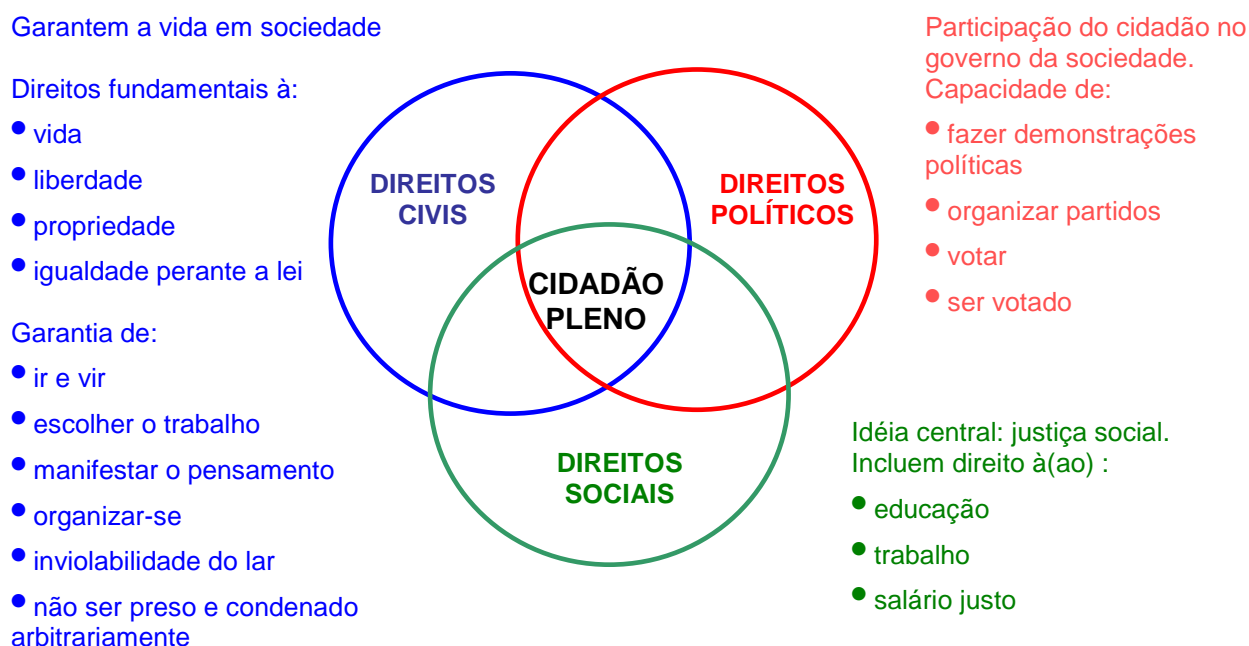 Garantem a vida em sociedade
Direitos fundamentais à:
• vida
• liberdade
• propriedade
• igualdade perante a lei
Garantia de:
• ir e vir
• escolher o trabalho
• manifestar o pensamento
• organizar-se
• inviolabilidade do lar
• não ser preso e condenado
arbitrariamente
DIREITOS
CIVIS
DIREITOS
POLÍTICOS
CIDADÃO
PLENO
DIREITOS
SOCIAIS
Participação do cidadão no
governo da sociedade.
Capacidade de:
• fazer demonstrações
políticas
• organizar partidos
• votar
• ser votado
Idéia central: justiça social.
Incluem direito à(ao) :
• educação
• trabalho
• salário justo